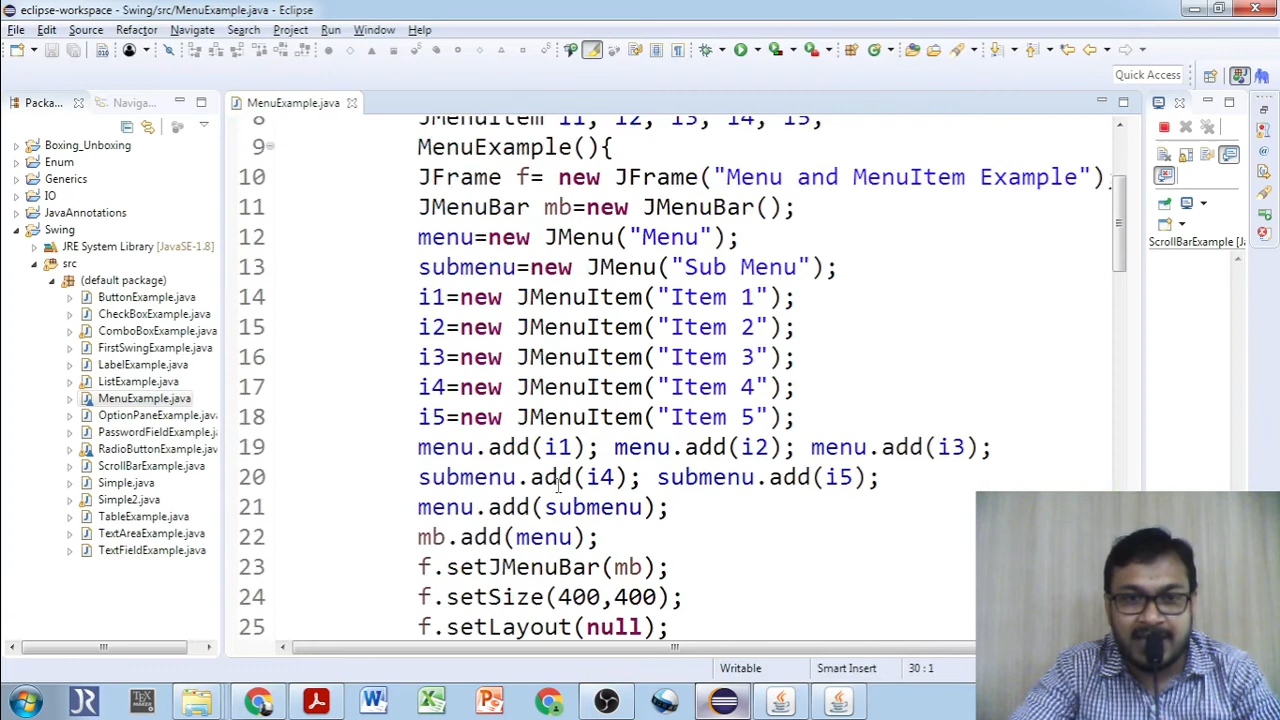 eclipse-workspace - Swing/src/MenuExample.java - Eclipse
File Edit Source Refactor Navigate Search Project Run Window Help
Quick Access
Packa...
Naviga...
MenuExample.java
Boxing_Unboxing
Enum
Generics
IO
JavaAnnotations
Swing
JRE System Library [JavaSE-1.8]
src
(default package)
ButtonExample.java
CheckBoxExample.java
ComboBoxExample.java
FirstSwingExample.java
LabelExample.java
ListExample.java
MenuExample.java
OptionPaneExample.java
PasswordFieldExample.j
RadioButtonExample.ja
ScrollBarExample.java
Simple.java
Simple2.java
TableExample.java
TextAreaExample.java
TextFieldExample.java
8 JMenuItem i1, i2, i3, i4, i5;
9 MenuExample(){
10 JFrame f= new JFrame("Menu and MenuItem Example");
11 JMenuBar mb=new JMenuBar();
12 menu=new JMenu("Menu");
13 submenu=new JMenu("Sub Menu");
14 i1=new JMenuItem("Item 1");
15 i2=new JMenuItem("Item 2");
16 i3=new JMenuItem("Item 3");
17 i4=new JMenuItem("Item 4");
18 i5=new JMenuItem("Item 5");
19 menu.add(i1); menu.add(i2); menu.add(i3);
20 submenu.add(i4); submenu.add(i5);
21 menu.add(submenu);
22 mb.add(menu);
23 f.setJMenuBar(mb);
24 f.setSize(400,400);
25 f.setLayout(null);
ScrollBarExample [J
Writable Smart Insert 30 : 1